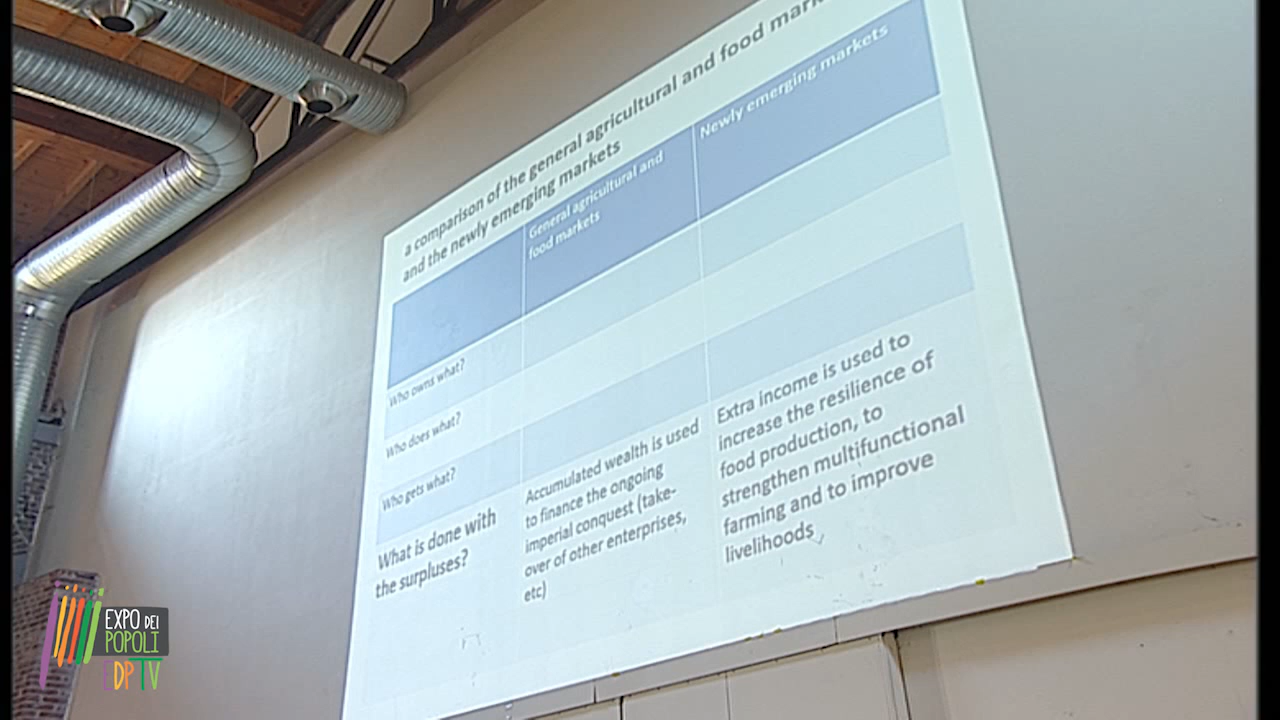 a comparison of the general agricultural and food
and the newly emerging markets
General agricultural and
food markets
Newly emerging markets
Who owns what?
Who does what?
Who gets what?
What is done with
the surpluses?
Accumulated wealth is used
to finance the ongoing
imperial conquest (take-
over of other enterprises,
etc)
Extra income is used to
increase the resilience of
food production, to
strengthen multifunctional
farming and to improve
livelihoods
EXPO DEI
POPOLI
EDPTV